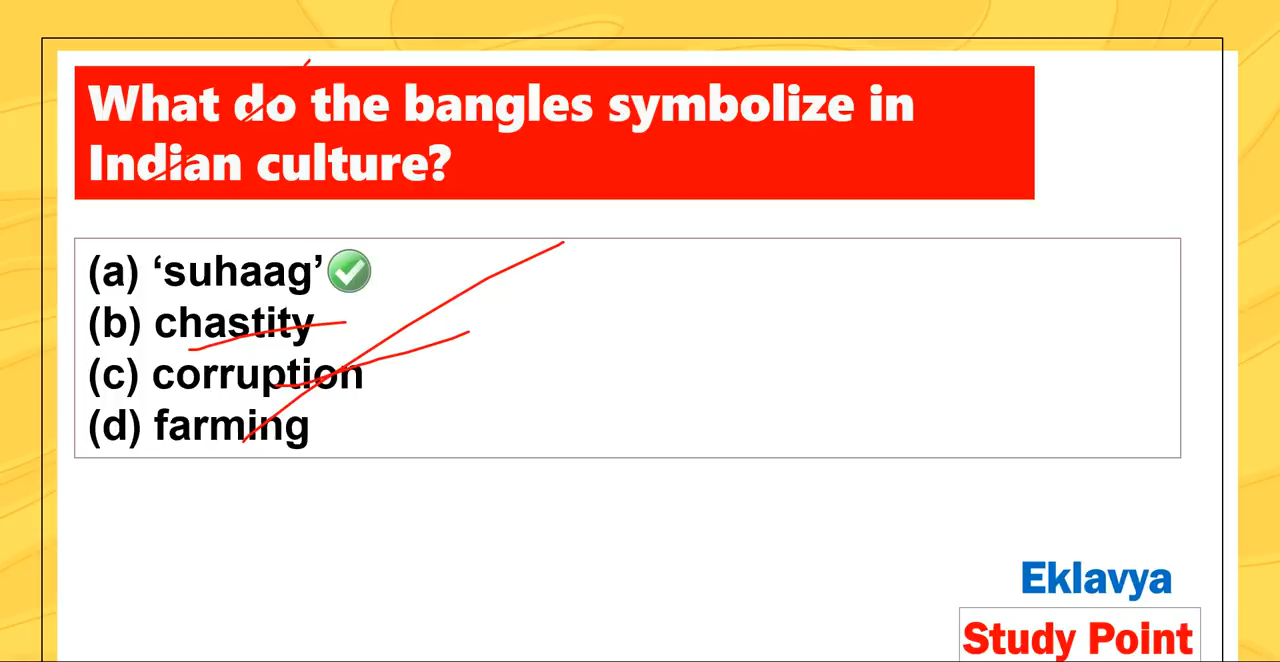 What do the bangles symbolize in
Indian culture?
(a) ‘suhaag’
(b) chastity
(c) corruption
(d) farming
Eklavya
Study Point